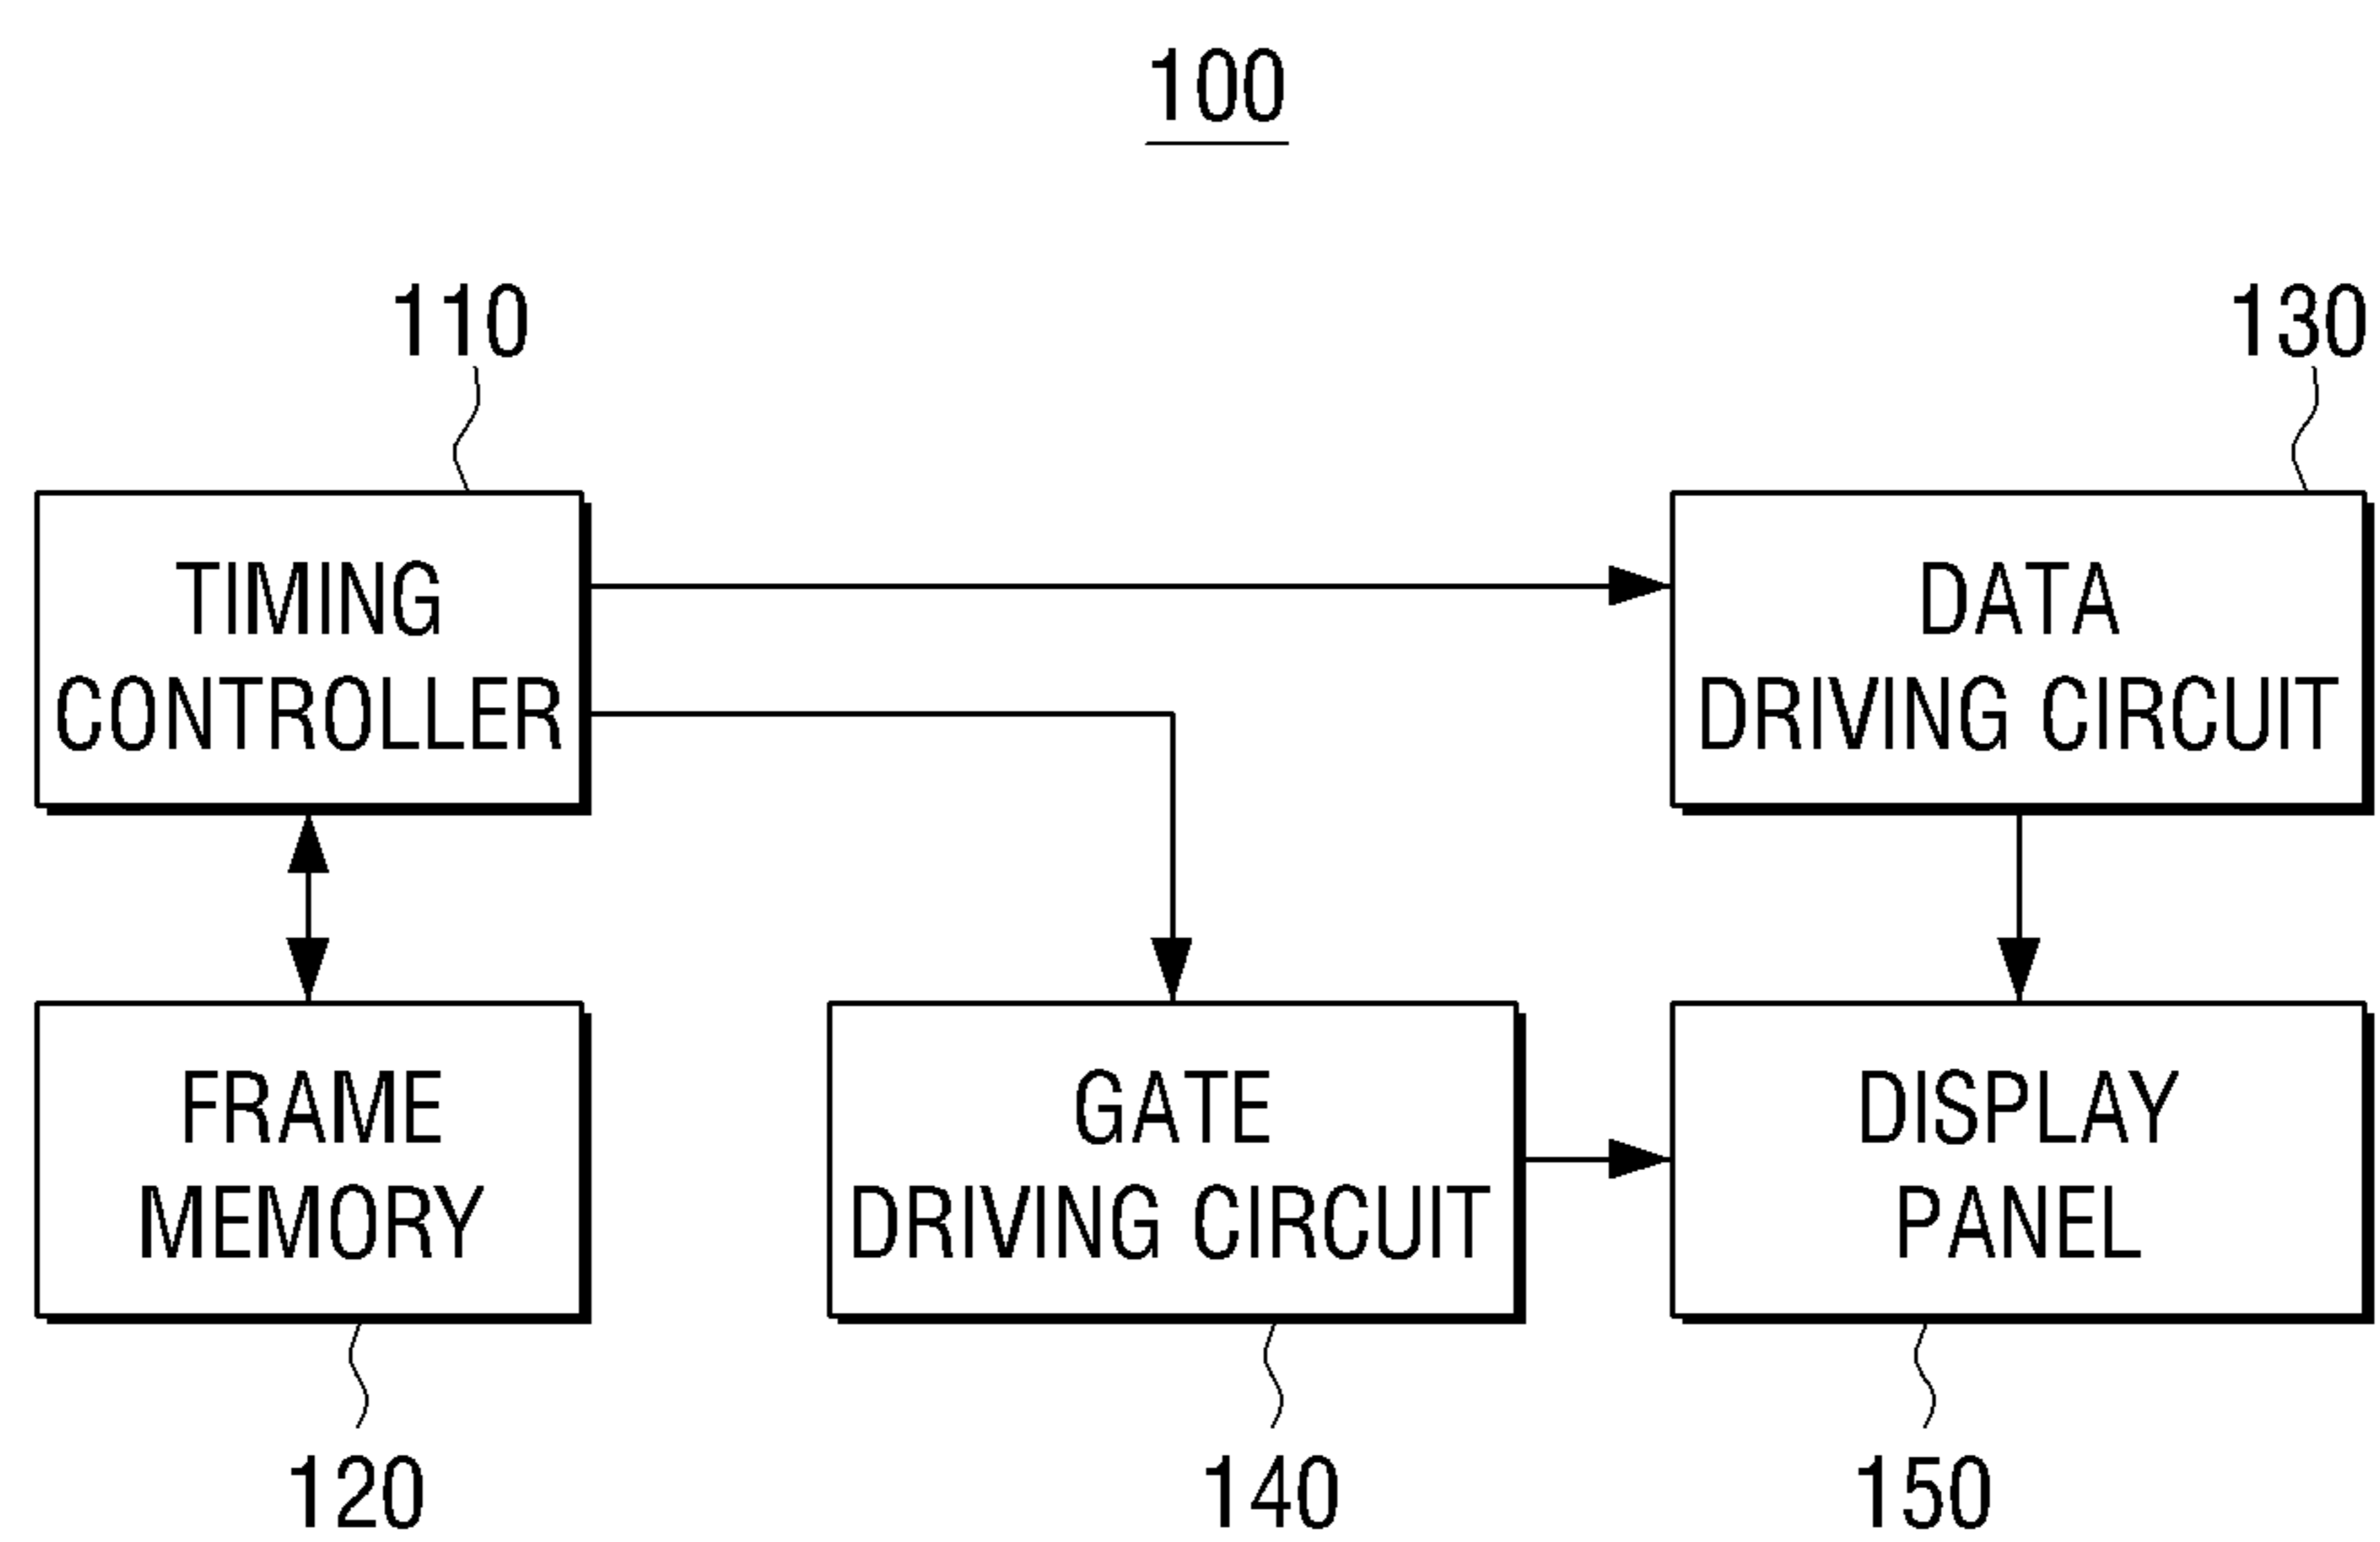 100
110
130
TIMING
CONTROLLER
DATA
DRIVING CIRCUIT
FRAME
MEMORY
GATE
DRIVING CIRCUIT
DISPLAY
PANEL
120
140
150